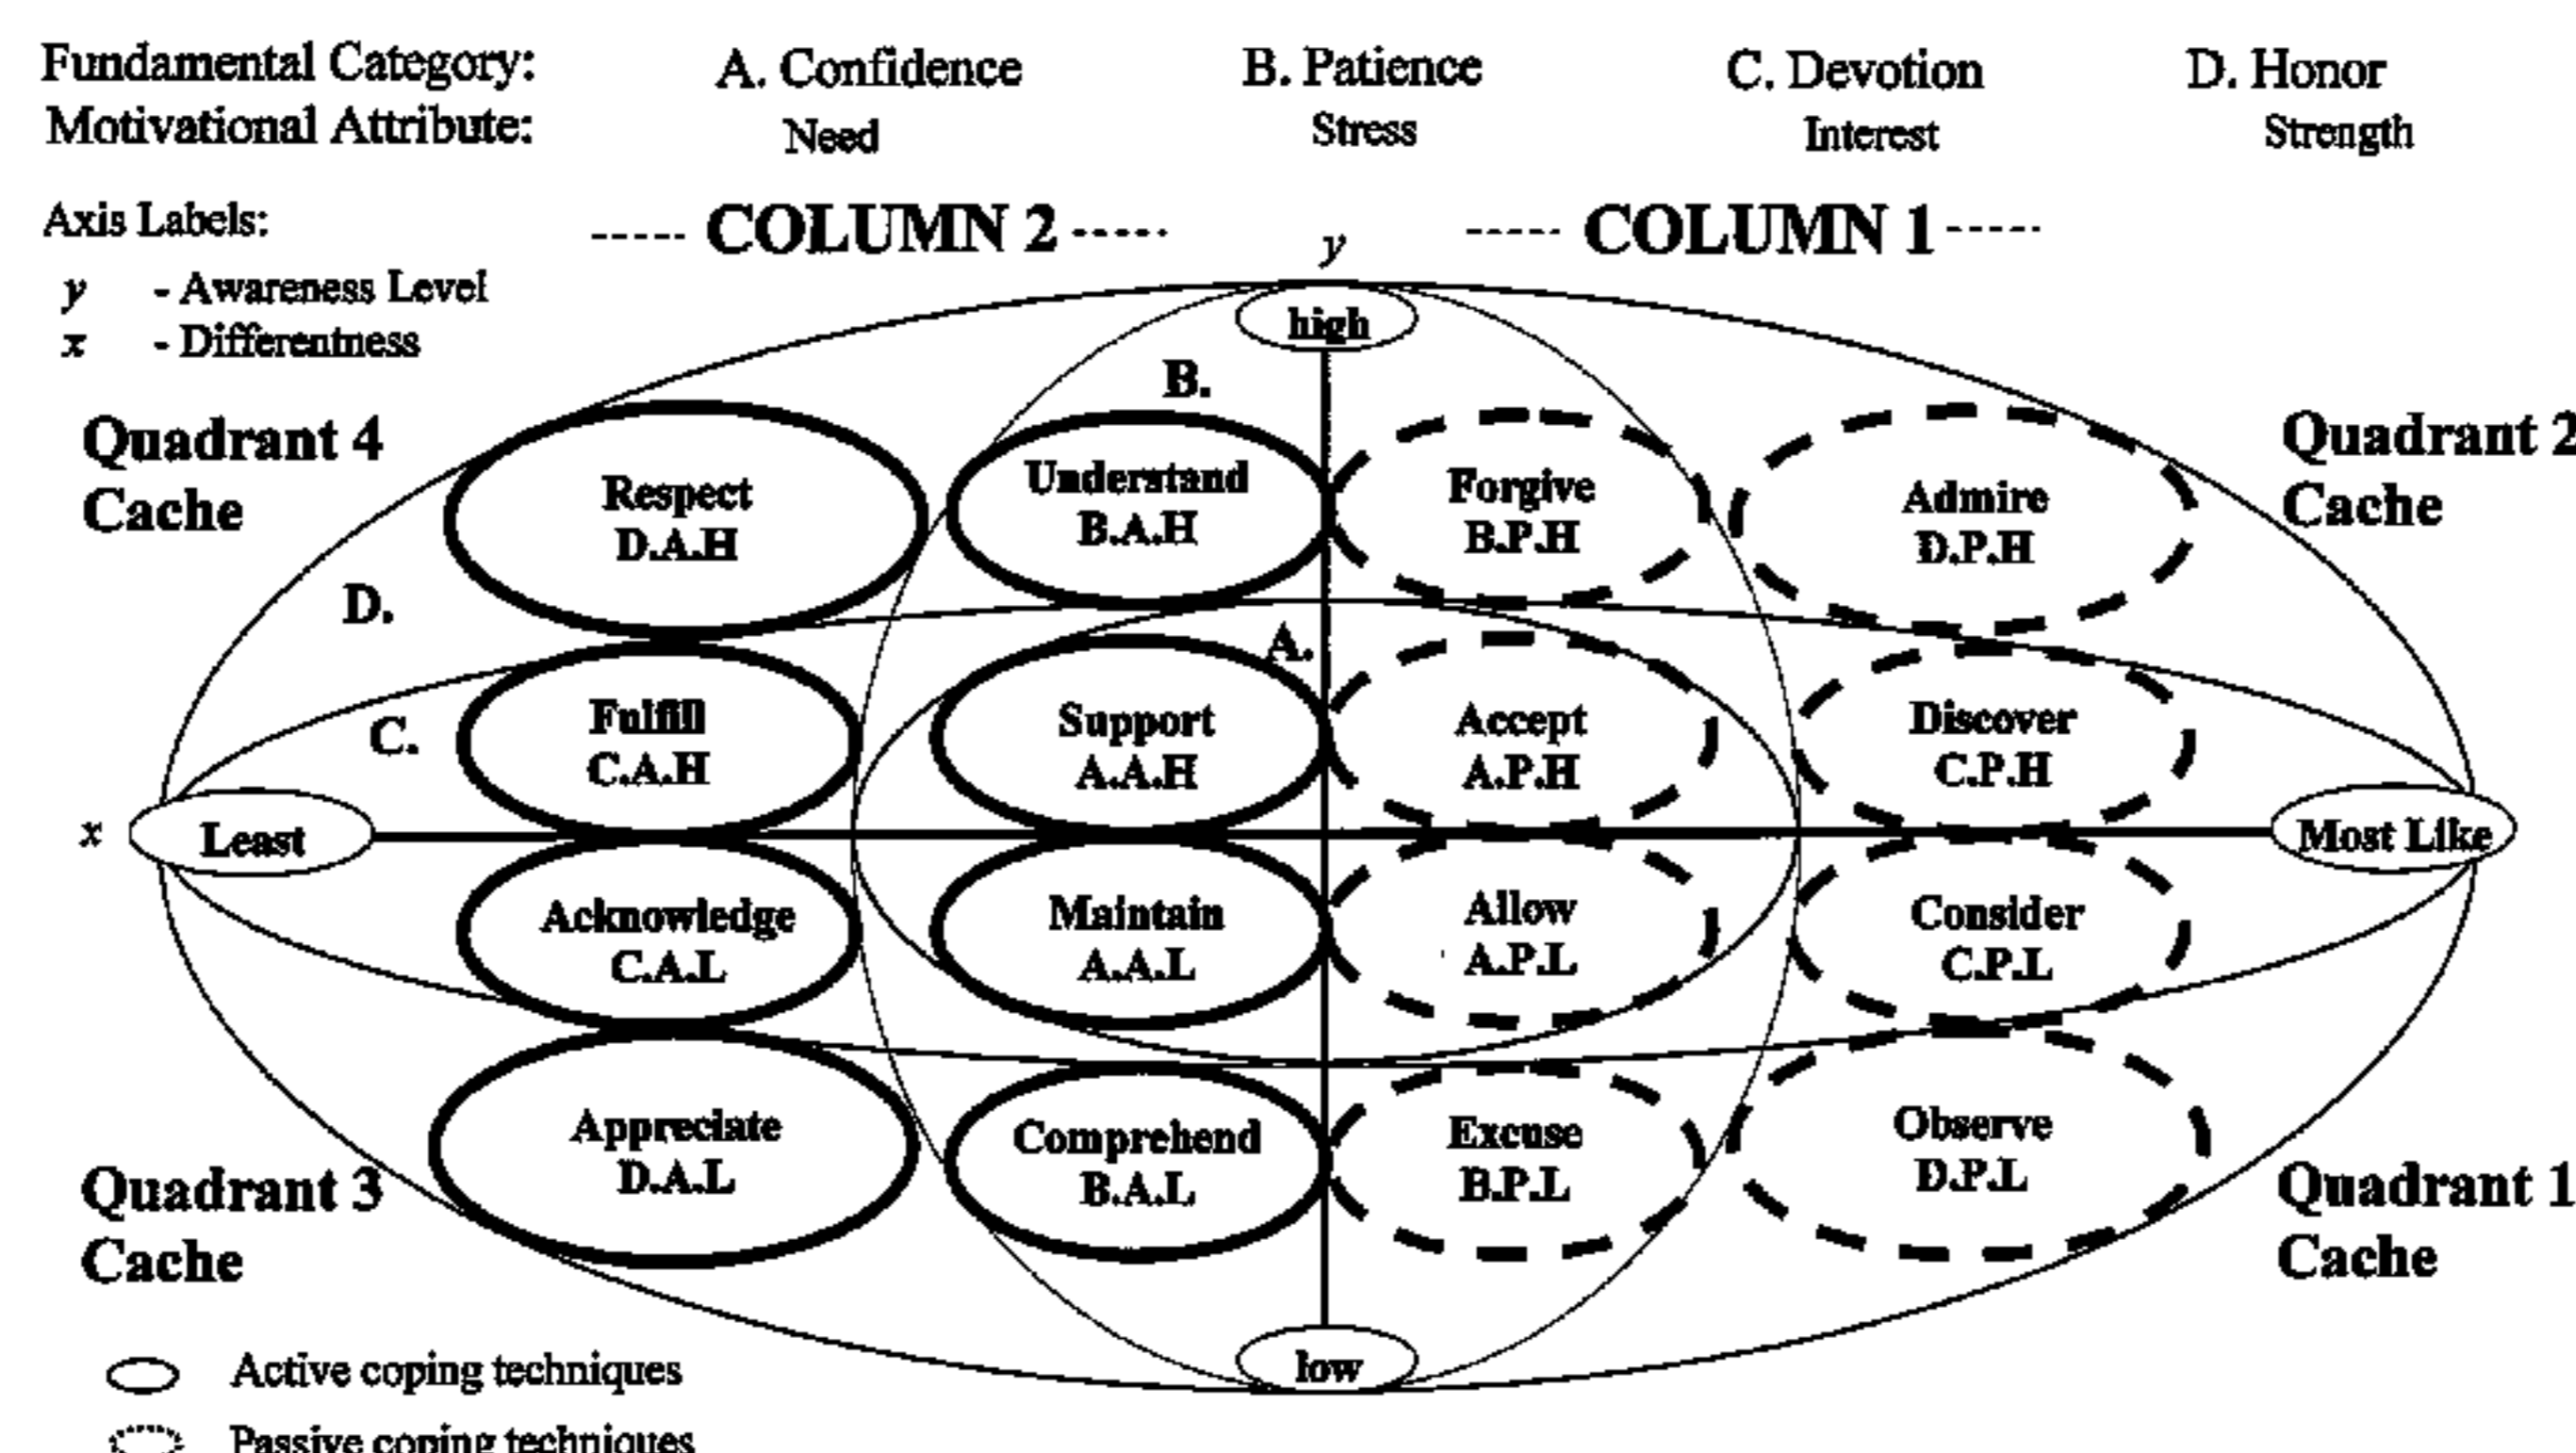 Fundamental Category: A. Confidence B. Patience C. Devotion D. Honor
Motivational Attribute: Need Stress Interest Strength
Axis Labels: ----- COLUMN 2 ----- ----- COLUMN 1 -----
y
y - Awareness Level
x - Differentness
high
B.
Quadrant 4 Cache
Respect D.A.H
Understand B.A.H
Forgive B.P.H
Admire D.P.H
Quadrant 2 Cache
D.
A.
C.
Fulfill C.A.H
Support A.A.H
Accept A.P.H
Discover C.P.H
x Least Most Like
Acknowledge C.A.L
Maintain A.A.L
Allow A.P.L
Consider C.P.L
Quadrant 3 Cache
Appreciate D.A.L
Comprehend B.A.L
Excuse B.P.L
Observe D.P.L
Quadrant 1 Cache
low
Active coping techniques
Passive coping techniques